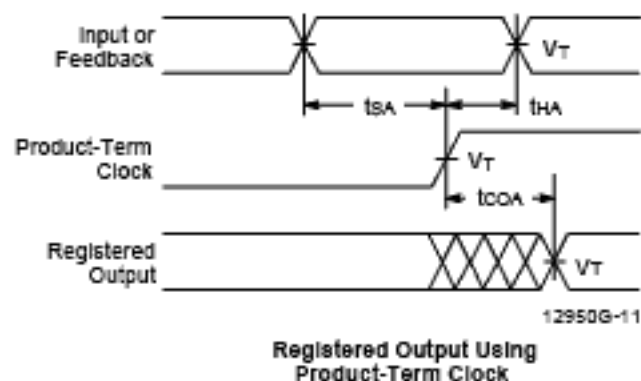 Input or
Feedback
VT
tSA
tHA
Product-Term
Clock
VT
tCOA
Registered
Output
VT
12950G-11
Registered Output Using
Product-Term Clock